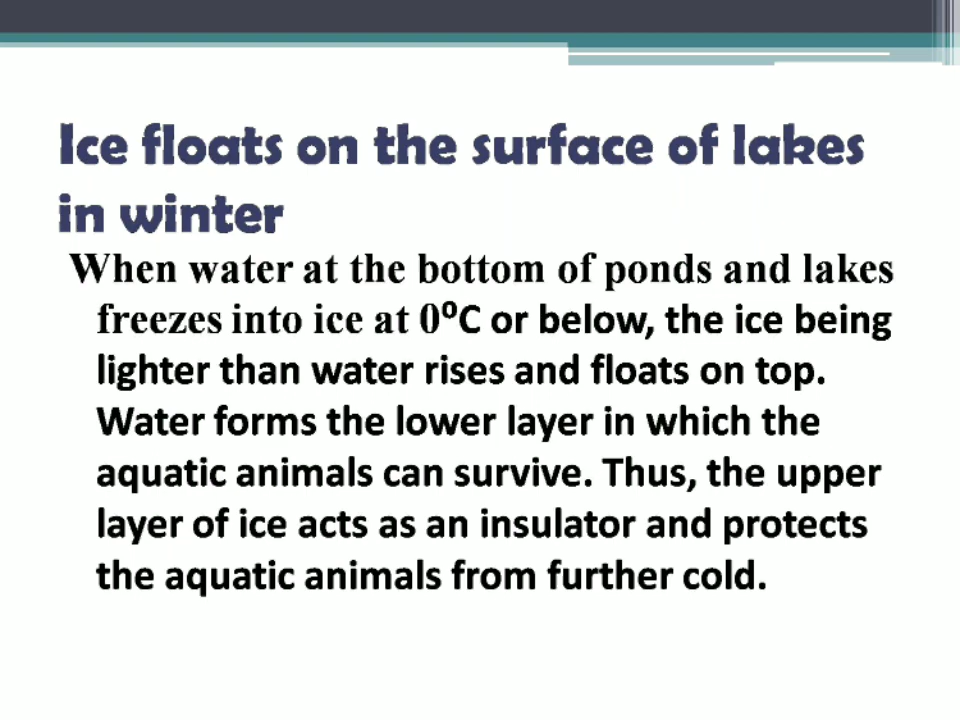 Ice floats on the surface of lakes
in winter
When water at the bottom of ponds and lakes
freezes into ice at 0⁰C or below, the ice being
lighter than water rises and floats on top.
Water forms the lower layer in which the
aquatic animals can survive. Thus, the upper
layer of ice acts as an insulator and protects
the aquatic animals from further cold.